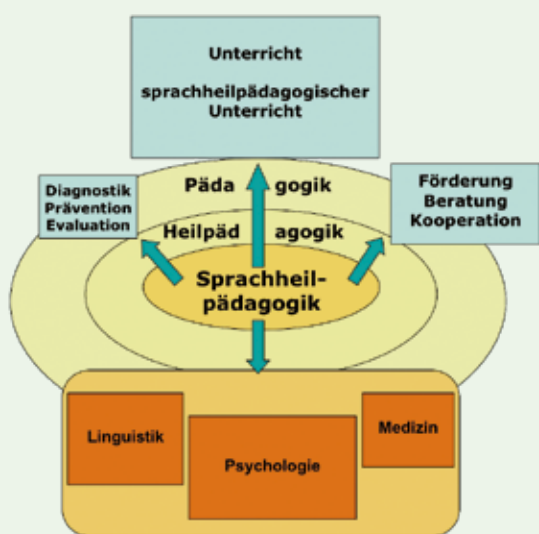 Unterricht
sprachheilpädagogischer
Unterricht
Diagnostik
Prävention
Evaluation
Päda gogik
Förderung
Beratung
Kooperation
Heilpäd agogik
Sprachheil-
pädagogik
Linguistik
Psychologie
Medizin